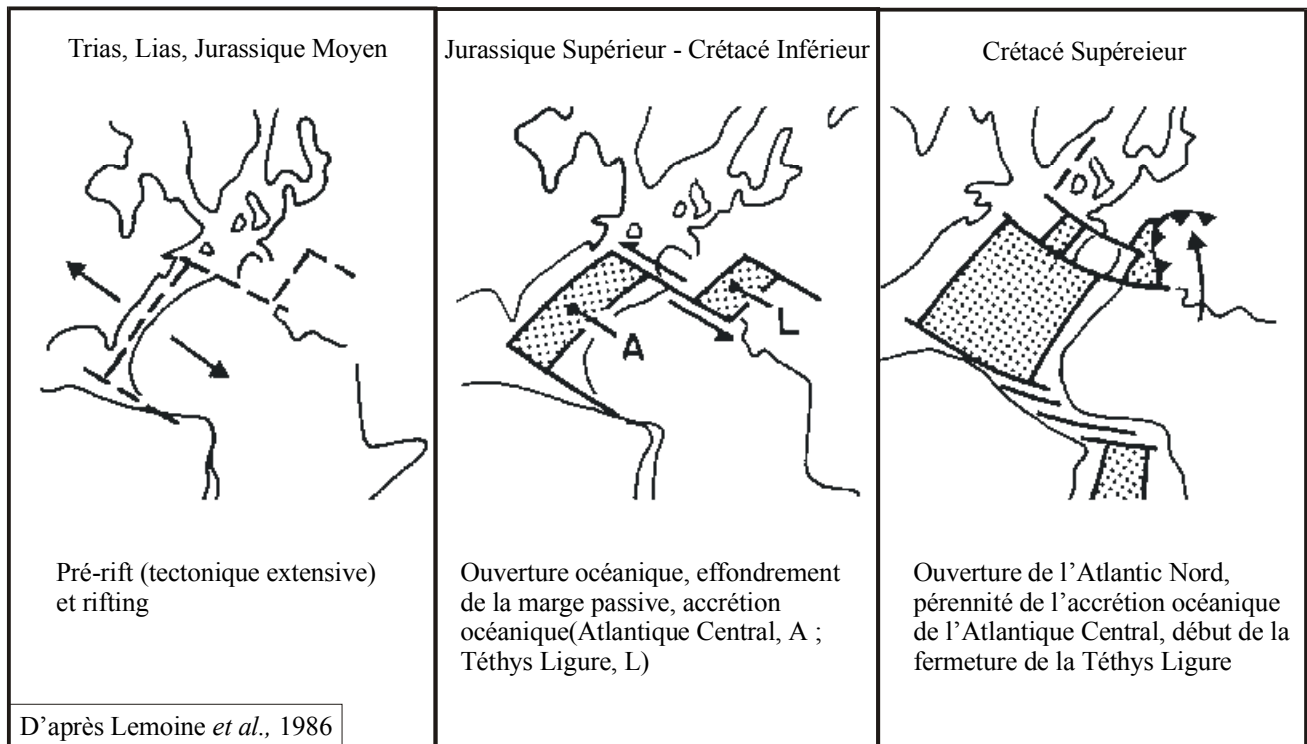 Trias, Lias, Jurassique Moyen
Pré-rift (tectonique extensive)
et rifting
D'après Lemoine et al., 1986
Jurassique Supérieur - Crétacé Inférieur
A
L
Ouverture océanique, effondrement
de la marge passive, accrétion
océanique(Atlantique Central, A ;
Téthys Ligure, L)
Crétacé Supéreieur
Ouverture de l'Atlantic Nord,
pérennité de l'accrétion océanique
de l'Atlantique Central, début de la
fermeture de la Téthys Ligure